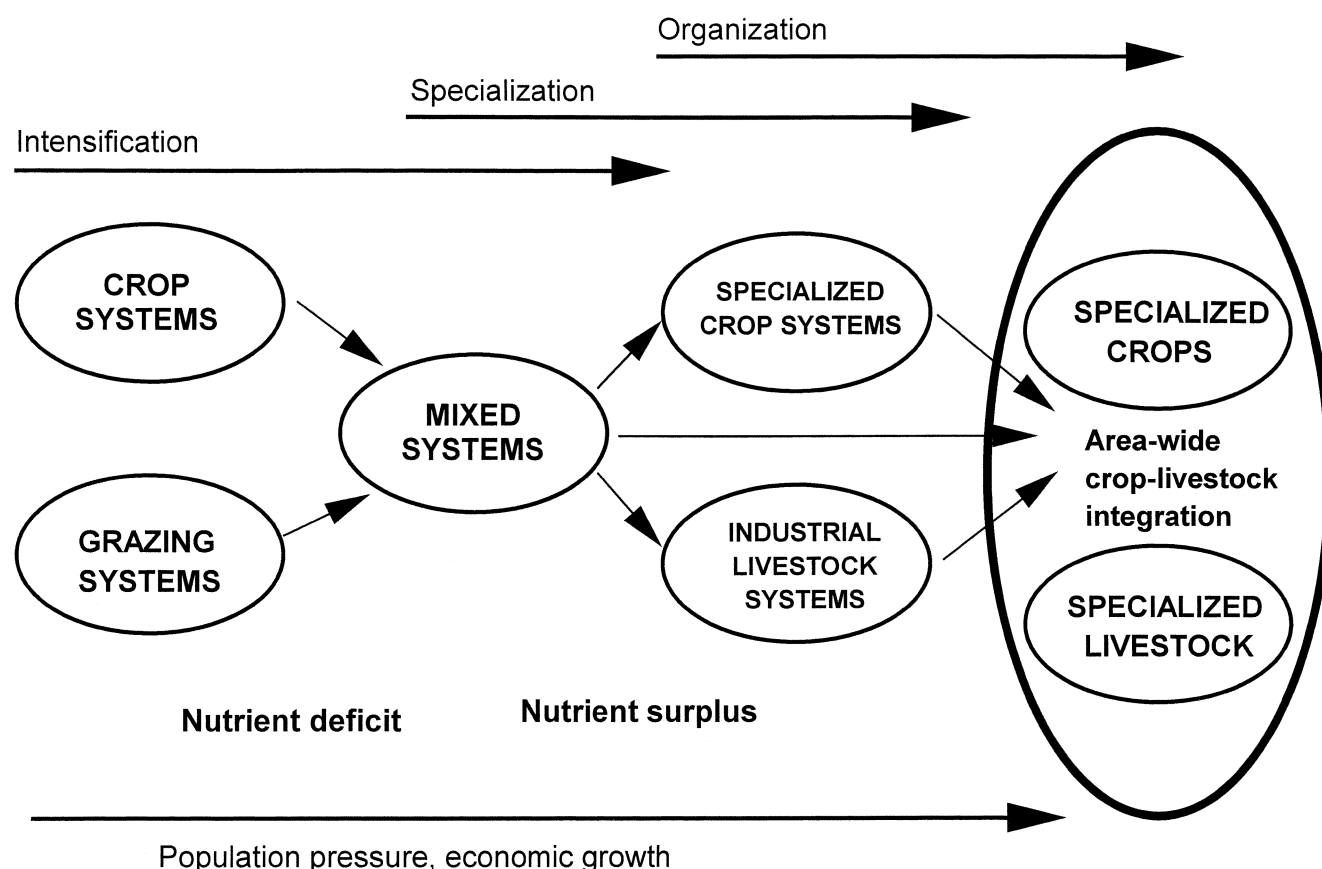 Organization
Specialization
Intensification
CROP
SYSTEMS
SPECIALIZED
CROP SYSTEMS
SPECIALIZED
CROPS
MIXED
SYSTEMS
Area-wide
crop-livestock
integration
GRAZING
SYSTEMS
INDUSTRIAL
LIVESTOCK
SYSTEMS
SPECIALIZED
LIVESTOCK
Nutrient deficit
Nutrient surplus
Population pressure, economic growth